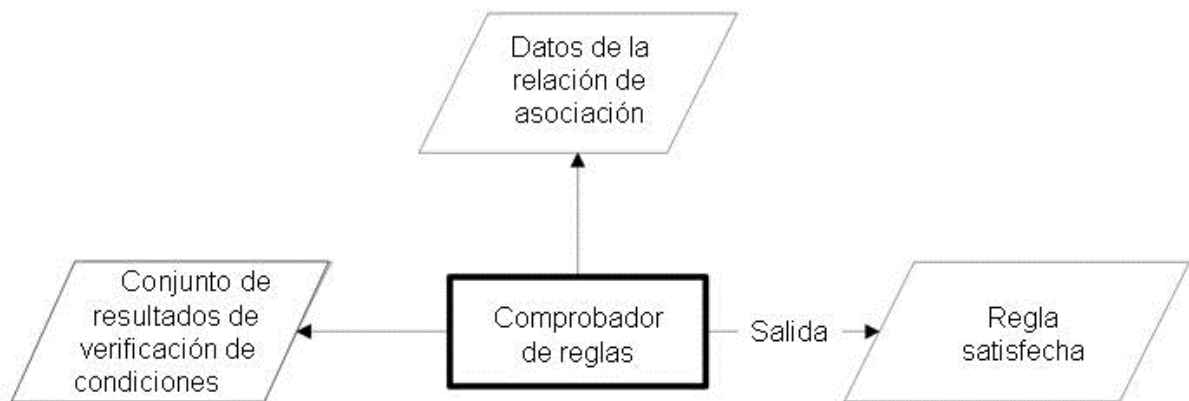 Datos de la
relación de
asociación
Conjunto de
resultados de
verificación de
condiciones
Comprobador
de reglas
Salida
Regla
satisfecha